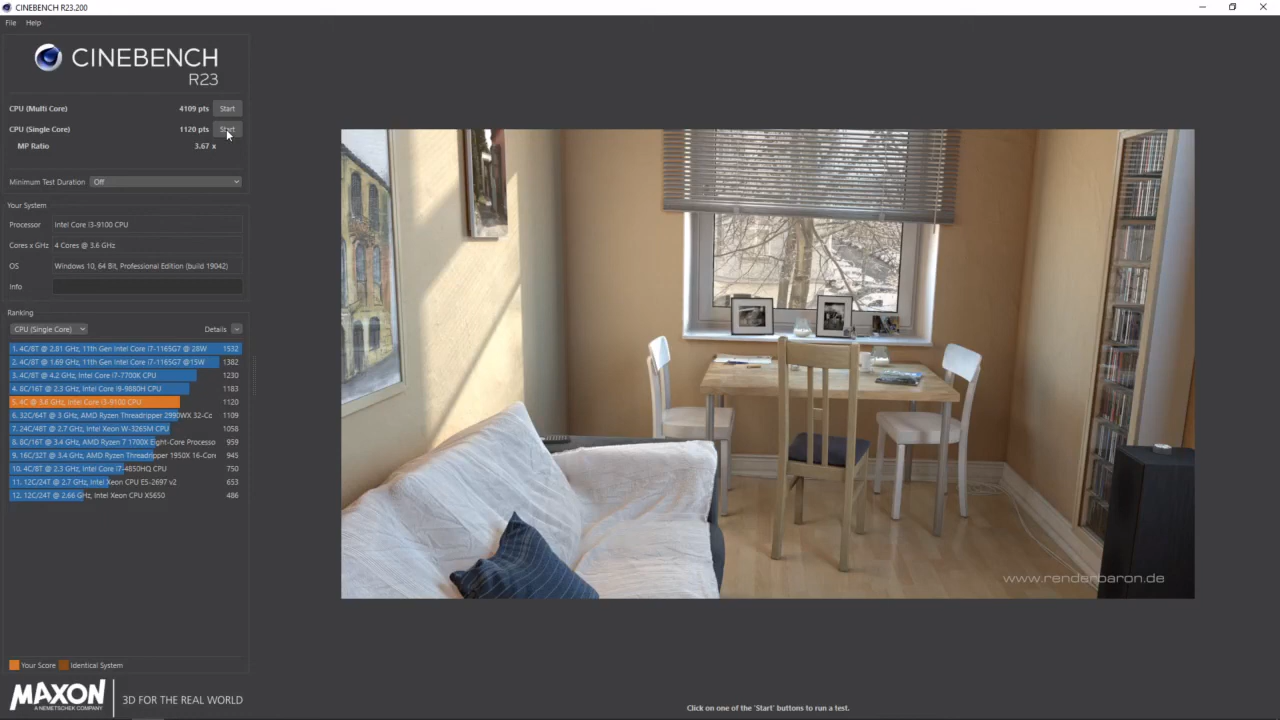 CINEBENCH R23.200
File Help
CINEBENCH
R23
CPU (Multi Core) 4109 pts Start
CPU (Single Core) 1120 pts Start
MP Ratio 3.67 x
Minimum Test Duration Off
Your System
Processor Intel Core i3-9100 CPU
Cores x GHz 4 Cores @ 3.6 GHz
OS Windows 10, 64 Bit, Professional Edition (build 19042)
Info
Ranking
CPU (Single Core) Details
1. 4C/8T @ 2.81 GHz, 11th Gen Intel Core i7-1165G7 @ 28W 1532
2. 4C/8T @ 1.69 GHz, 11th Gen Intel Core i7-1165G7 @15W 1382
3. 4C/8T @ 4.2 GHz, Intel Core i7-7700K CPU 1230
4. 8C/16T @ 2.3 GHz, Intel Core i9-9880H CPU 1183
5. 4C @ 3.6 GHz, Intel Core i3-9100 CPU 1120
6. 32C/64T @ 3 GHz, AMD Ryzen Threadripper 2990WX 32-Co 1109
7. 24C/48T @ 2.7 GHz, Intel Xeon W-3265M CPU 1058
8. 8C/16T @ 3.4 GHz, AMD Ryzen 7 1700X Eight-Core Processo 959
9. 16C/32T @ 3.4 GHz, AMD Ryzen Threadripper 1950X 16-Con 945
10. 4C/8T @ 2.3 GHz, Intel Core i7-4850HQ CPU 750
11. 12C/24T @ 2.7 GHz, Intel Xeon CPU E5-2697 v2 653
12. 12C/24T @ 2.66 GHz, Intel Xeon CPU X5650 486
www.renderbaron.de
Your Score Identical System
MAXON
A NEMETSCHEK COMPANY
3D FOR THE REAL WORLD
Click on one of the 'Start' buttons to run a test.